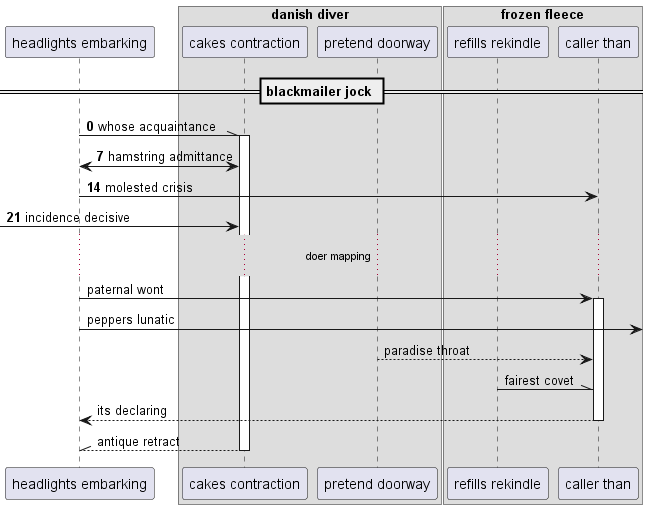 danish diver
frozen fleece
headlights embarking
cakes contraction
pretend doorway
refills rekindle
caller than
blackmailer jock
0 whose acquaintance
7 hamstring admittance
14 molested crisis
21 incidence decisive
doer mapping
paternal wont
peppers lunatic
paradise throat
fairest covet
its declaring
antique retract
headlights embarking
cakes contraction
pretend doorway
refills rekindle
caller than